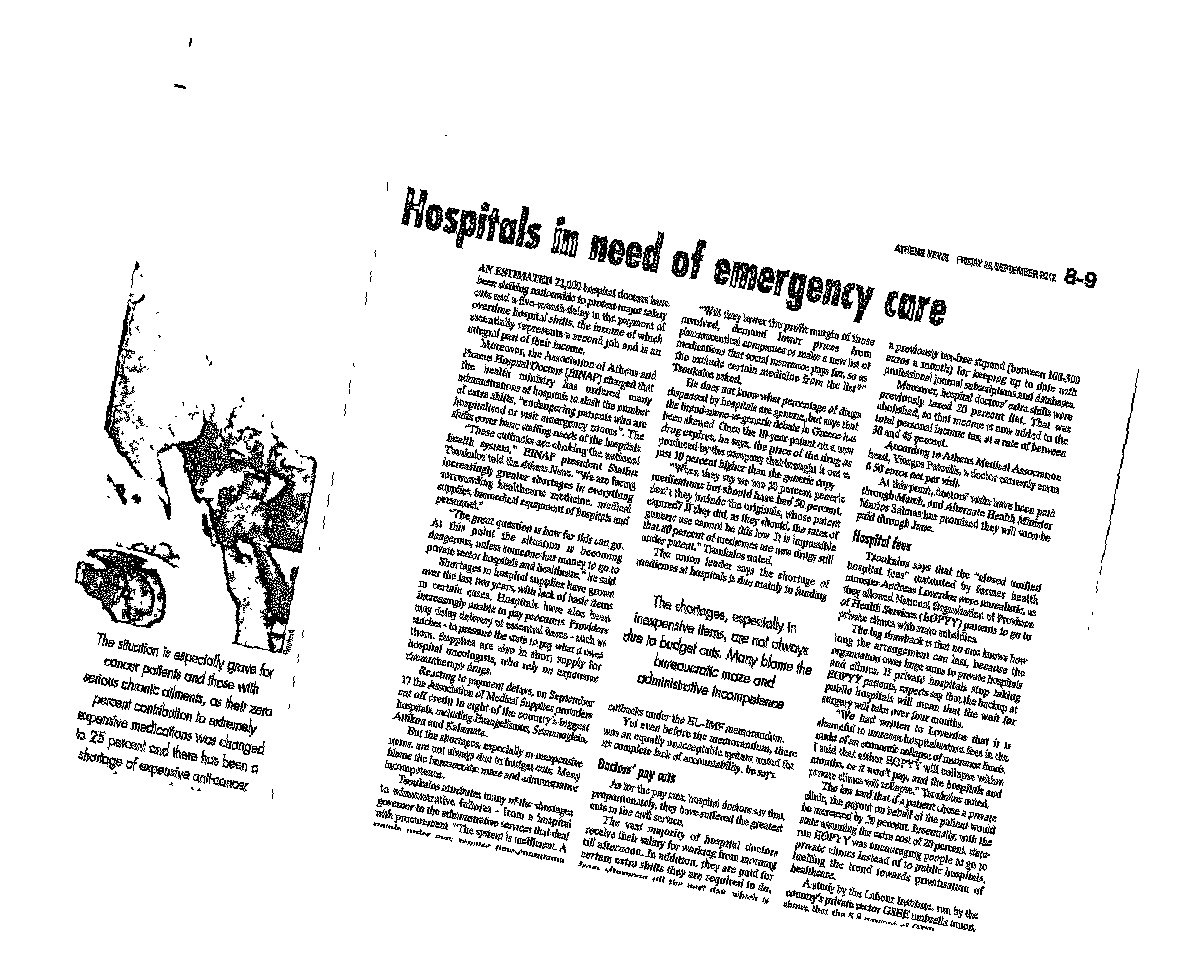 Hospitals in need of emergency care
ATHENS NEWS FRIDAY 28, SEPTEMBER 2012 8-9
The situation is especially grave for
cancer patients and those with
serious chronic ailments, as their zero
percent contribution to extremely
expensive medications was changed
to 25 percent and there has been a
shortage of expensive anti-cancer
AN ESTIMATED 23,000 hospital doctors have
been striking nationwide to protest major salary
cuts and a five-month delay in the payment of
overtime hospital shifts, the income of which
essentially represents a second job and is an
integral part of their income.
Moreover, the Association of Athens and
Piraeus Hospital Doctors (EINAP) charged that
the health ministry has ordered many
administrations of hospitals to slash the number
of extra shifts, "endangering patients who are
hospitalised or visit emergency rooms". The
shifts cover basic staffing needs of the hospitals
"These cutbacks are choking the national
health system," EINAP president Stathis
Tsoukalos told the Athens News. "We are facing
increasingly greater shortages in everything
surrounding healthcare: medicine, medical
supplies, biomedical equipment of hospitals and
personnel."
"The great question is how far this can go.
At this point the situation is becoming
dangerous, unless someone has money to go to
private sector hospitals and healthcare," he said
Shortages in hospital supplies have grown
over the last two years, with lack of basic items
in certain cases. Hospitals have also been
increasingly unable to pay procurers. Providers
may delay delivery of essential items - such as
stitches - to pressure the state to pay what it owes
them. Supplies are also in short supply for
hospital oncologists, who rely on expensive
chemotherapy drugs.
Reacting to payment delays, on September
17 the Association of Medical Supplies providers
cut off credit to eight of the country's biggest
hospitals, including Evangelismos, Sismanogleio,
Attikon and Kalamata.
But the shortages, especially in inexpensive
items, are not always due to budget cuts. Many
blame the bureaucratic maze and administrative
incompetence.
Tsoukalos attributes many of the shortages
to administrative failures - from a hospital
governor to the administrative services that deal
with procurement. "The system is inefficient. A
"Will they lower the profit margin of those
involved, demand lower prices from
pharmaceutical companies or make a new list of
medications that social insurance pays for, so as
to exclude certain medicine from the list?"
Tsoukalos asked.
He does not know what percentage of drugs
dispensed by hospitals are generic, but says that
the brand-name-vs-generic debate in Greece has
been skewed. Once the 10-year patent on a new
drug expires, he says, the price of the drug as
produced by the company that brought it out is
just 10 percent higher than the generic copy
"When they say we use 20 percent generic
medications but should have had 50 percent,
don't they include the originals, whose patent
expired? If they did, as they should, the rates of
generic use cannot be this low. It is impossible
that 80 percent of medicines are new drugs still
under patent," Tsoukalos noted.
The union leader says the shortage of
medicines at hospitals is due mainly to funding
The shortages, especially in
inexpensive items, are not always
due to budget cuts. Many blame the
bureaucratic maze and
administrative incompetence
cutbacks under the EU-IMF memorandum.
Yet even before the memorandum, there
was an equally unacceptable system noted for
its complete lack of accountability, he says.
Doctors' pay cuts
As for the pay cuts, hospital doctors say that,
proportionately, they have suffered the greatest
cuts in the civil service.
The vast majority of hospital doctors
receive their salary for working from morning
till afternoon. In addition, they are paid for
certain extra shifts they are required to do,
from afternoon till the next day, which is
a previously tax-free stipend (between 100-300
euros a month) for keeping up to date with
professional journal subscriptions and databases.
Moreover, hospital doctors' extra shifts were
previously taxed 20 percent flat. That was
abolished, so that income is now added to the
total personal income tax, at a rate of between
30 and 45 percent.
According to Athens Medical Association
head, Yiorgos Patoulis, a doctor currently earns
6.50 euros net per visit.
At this point, doctors' visits have been paid
through March, and Alternate Health Minister
Marios Salmas has promised they will soon be
paid through June.
Hospital fees
Tsoukalos says that the "closed unified
hospital fees" instituted by former health
minister Andreas Loverdos were unrealistic, as
they allowed National Organisation of Provision
of Health Services (EOPYY) patients to go to
private clinics with state subsidies.
The big drawback is that no one knows how
long the arrangement can last, because the
organisation owes huge sums to private hospitals
and clinics. If private hospitals stop taking
EOPYY patients, experts say that the backup at
public hospitals will mean that the wait for
surgery will take over four months.
"We had written to Loverdos that it is
shameful to increase hospitalisation fees in the
midst of an economic collapse of insurance funds.
I said that either EOPYY will collapse within
months, or it won't pay, and the hospitals and
private clinics will collapse," Tsoukalos noted.
The law said that if a patient chose a private
clinic, the payout on behalf of the patient would
be increased by 20 percent. Essentially, with the
state assuming the extra cost of 20 percent, state-
run EOPYY was encouraging people to go to
private clinics instead of to public hospitals,
fuelling the trend towards privatisation of
healthcare.
A study by the Labour Institute, run by the
country's private sector GSEE umbrella union,
shows that the